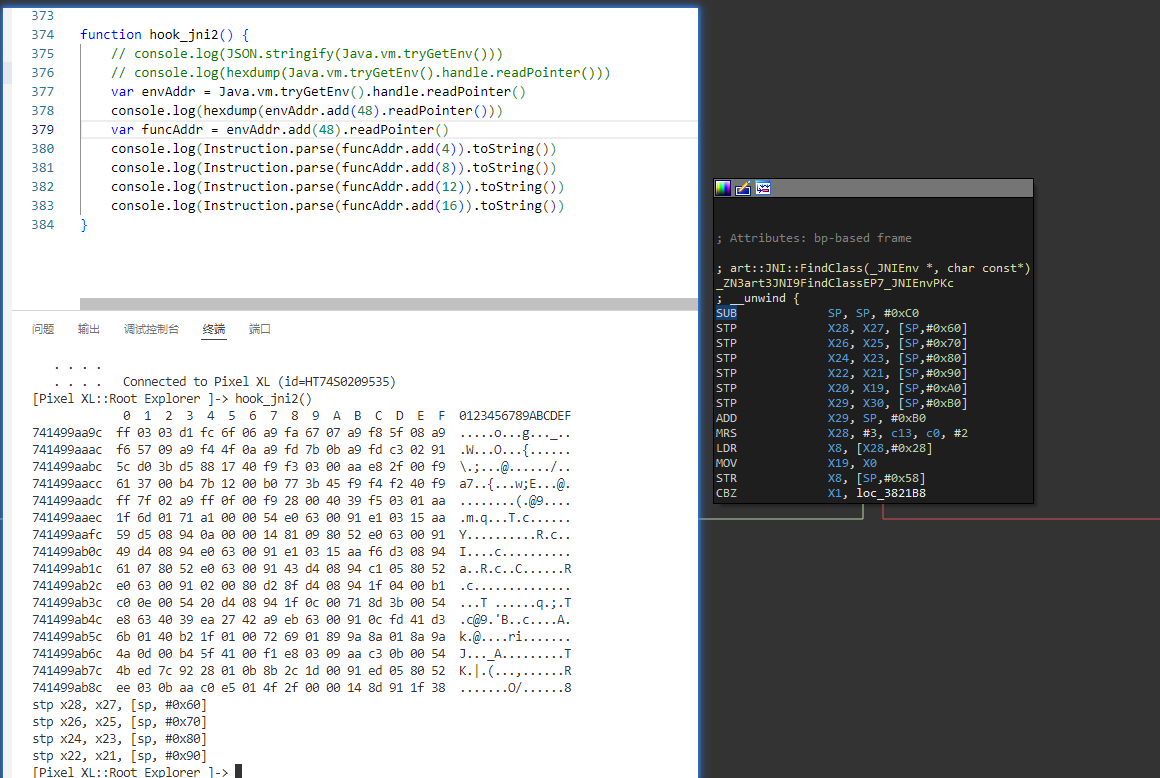 373
374 function hook_jni2() {
375 // console.log(JSON.stringify(Java.vm.tryGetEnv()))
376 // console.log(hexdump(Java.vm.tryGetEnv().handle.readPointer()))
377 var envAddr = Java.vm.tryGetEnv().handle.readPointer()
378 console.log(hexdump(envAddr.add(48).readPointer()))
379 var funcAddr = envAddr.add(48).readPointer()
380 console.log(Instruction.parse(funcAddr.add(4)).toString())
381 console.log(Instruction.parse(funcAddr.add(8)).toString())
382 console.log(Instruction.parse(funcAddr.add(12)).toString())
383 console.log(Instruction.parse(funcAddr.add(16)).toString())
384 }
问题 输出 调试控制台 终端 端口
. . . .
. . . . Connected to Pixel XL (id=HT74S0209535)
[Pixel XL::Root Explorer ]-> hook_jni2()
0 1 2 3 4 5 6 7 8 9 A B C D E F 0123456789ABCDEF
741499aa9c ff 03 03 d1 fc 6f 06 a9 fa 67 07 a9 f8 5f 08 a9 .....o...g..._..
741499aaac f6 57 09 a9 f4 4f 0a a9 fd 7b 0b a9 fd c3 02 91 .W...O...{......
741499aabc 5c d0 3b d5 88 17 40 f9 f3 03 00 aa e8 2f 00 f9 \.;...@....../..
741499aacc 61 37 00 b4 7b 12 00 b0 77 3b 45 f9 f4 f2 40 f9 a7..{...w;E...@.
741499aadc ff 7f 02 a9 ff 0f 00 f9 28 00 40 39 f5 03 01 aa ........(.@9....
741499aaec 1f 6d 01 71 a1 00 00 54 e0 63 00 91 e1 03 15 aa .m.q...T.c......
741499aafc 59 d5 08 94 0a 00 00 14 81 09 80 52 e0 63 00 91 Y..........R.c..
741499ab0c 49 d4 08 94 e0 63 00 91 e1 03 15 aa f6 d3 08 94 I....c..........
741499ab1c 61 07 80 52 e0 63 00 91 43 d4 08 94 c1 05 80 52 a..R.c..C......R
741499ab2c e0 63 00 91 02 00 80 d2 8f d4 08 94 1f 04 00 b1 .c..............
741499ab3c c0 0e 00 54 20 d4 08 94 1f 0c 00 71 8d 3b 00 54 ...T ......q.;.T
741499ab4c e8 63 40 39 ea 27 42 a9 eb 63 00 91 0c fd 41 d3 .c@9.'B..c....A.
741499ab5c 6b 01 40 b2 1f 01 00 72 69 01 89 9a 8a 01 8a 9a k.@....ri.......
741499ab6c 4a 0d 00 b4 5f 41 00 f1 e8 03 09 aa c3 0b 00 54 J..._A.........T
741499ab7c 4b ed 7c 92 28 01 0b 8b 2c 1d 00 91 ed 05 80 52 K.|.(...,......R
741499ab8c ee 03 0b aa c0 e5 01 4f 2f 00 00 14 8d 91 1f 38 .......O/......8
stp x28, x27, [sp, #0x60]
stp x26, x25, [sp, #0x70]
stp x24, x23, [sp, #0x80]
stp x22, x21, [sp, #0x90]
[Pixel XL::Root Explorer ]->
; Attributes: bp-based frame
; art::JNI::FindClass(_JNIEnv *, char const*)
_ZN3art3JNI9FindClassEP7_JNIEnvPKc
; __unwind {
SUB SP, SP, #0xC0
STP X28, X27, [SP,#0x60]
STP X26, X25, [SP,#0x70]
STP X24, X23, [SP,#0x80]
STP X22, X21, [SP,#0x90]
STP X20, X19, [SP,#0xA0]
STP X29, X30, [SP,#0xB0]
ADD X29, SP, #0xB0
MRS X28, #3, c13, c0, #2
LDR X8, [X28,#0x28]
MOV X19, X0
STR X8, [SP,#0x58]
CBZ X1, loc_3821B8